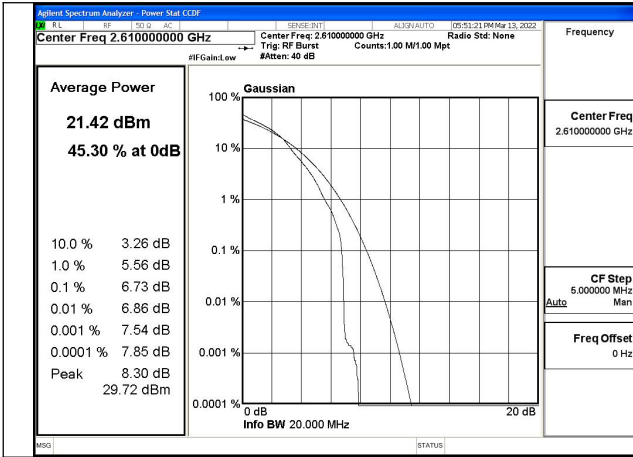 Agilent Spectrum Analyzer - Power Stat CCDF
RL RF 50 Ω AC SENSE:INT ALIGNAUTO 05:51:21 PM Mar 13, 2022
Center Freq 2.610000000 GHz
Center Freq: 2.610000000 GHz Radio Std: None
Trig: RF Burst Counts:1.00 M/1.00 Mpt
#IFGain:Low #Atten: 40 dB
Frequency
Average Power
21.42 dBm
45.30 % at 0dB
10.0 % 3.26 dB
1.0 % 5.56 dB
0.1 % 6.73 dB
0.01 % 6.86 dB
0.001 % 7.54 dB
0.0001 % 7.85 dB
Peak 8.30 dB
29.72 dBm
Gaussian
100 %
10 %
1 %
0.1 %
0.01 %
0.001 %
0.0001 %
0 dB 20 dB
Info BW 20.000 MHz
Center Freq
2.610000000 GHz
CF Step
5.000000 MHz
Auto Man
Freq Offset
0 Hz
MSG STATUS